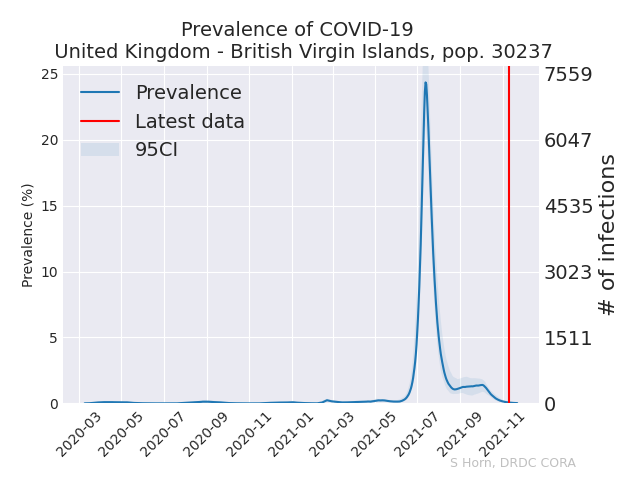 Prevalence of COVID-19
United Kingdom - British Virgin Islands, pop. 30237
Prevalence
Latest data
95CI
Prevalence (%)
25
20
15
10
5
0
7559
6047
4535
3023
1511
0
# of infections
2020-03
2020-05
2020-07
2020-09
2020-11
2021-01
2021-03
2021-05
2021-07
2021-09
2021-11
S Horn, DRDC CORA